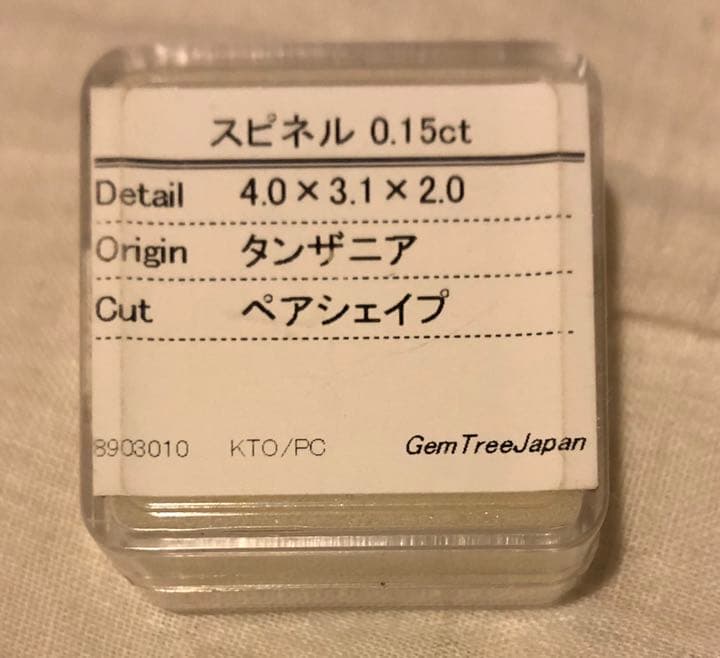 スピネル 0.15ct
Detail 4.0×3.1×2.0
Origin タンザニア
Cut ペアシェイプ
8903010 KTO/PC GemTreeJapan